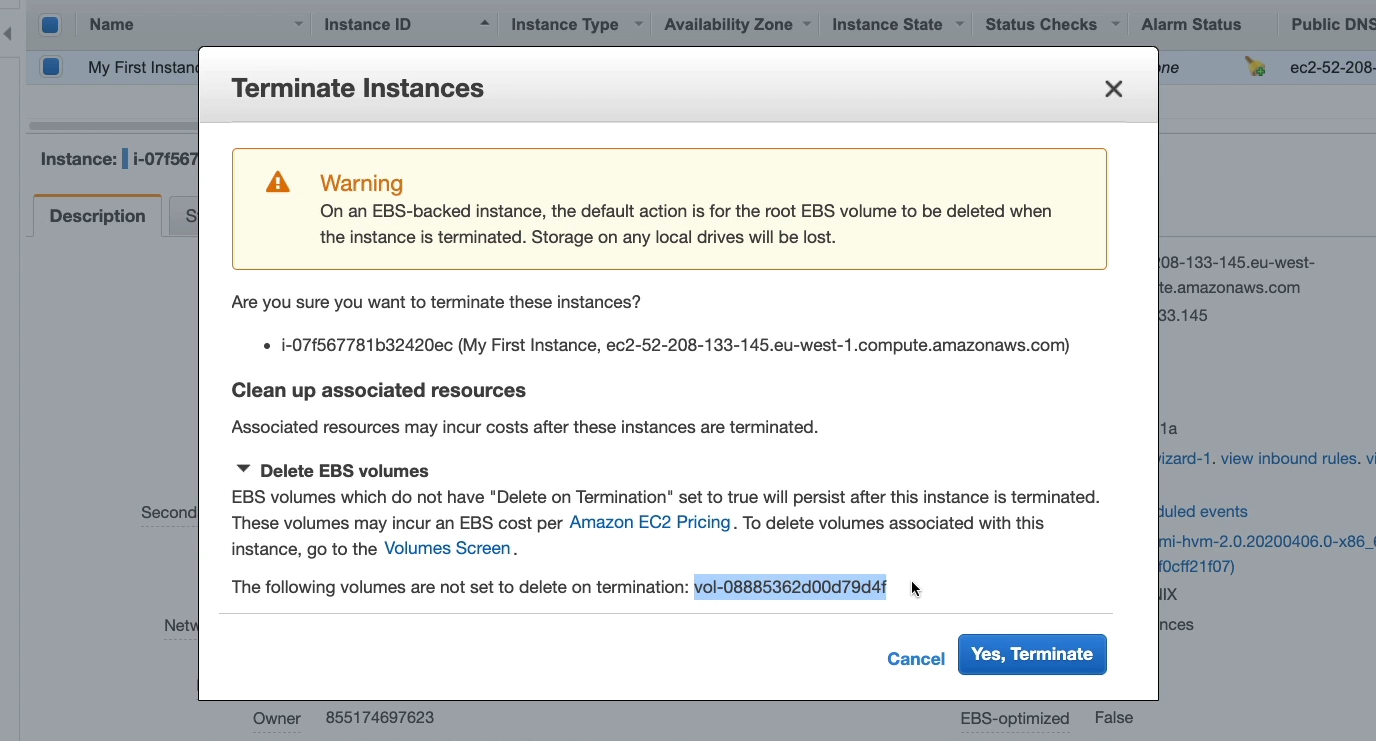 Name Instance ID Instance Type Availability Zone Instance State Status Checks Alarm Status Public DNS
My First Instanc one ec2-52-208-
Terminate Instances
Instance: i-07f567
Description S
Warning
On an EBS-backed instance, the default action is for the root EBS volume to be deleted when
the instance is terminated. Storage on any local drives will be lost.
208-133-145.eu-west-
te.amazonaws.com
33.145
Are you sure you want to terminate these instances?
i-07f567781b32420ec (My First Instance, ec2-52-208-133-145.eu-west-1.compute.amazonaws.com)
Clean up associated resources
Associated resources may incur costs after these instances are terminated.
1a
vizard-1. view inbound rules. vi
Delete EBS volumes
EBS volumes which do not have "Delete on Termination" set to true will persist after this instance is terminated.
These volumes may incur an EBS cost per Amazon EC2 Pricing. To delete volumes associated with this
instance, go to the Volumes Screen.
Second
duled events
mi-hvm-2.0.20200406.0-x86_6
f0cff21f07)
The following volumes are not set to delete on termination: vol-08885362d00d79d4f
IX
Netw
nces
Cancel Yes, Terminate
Owner 855174697623 EBS-optimized False